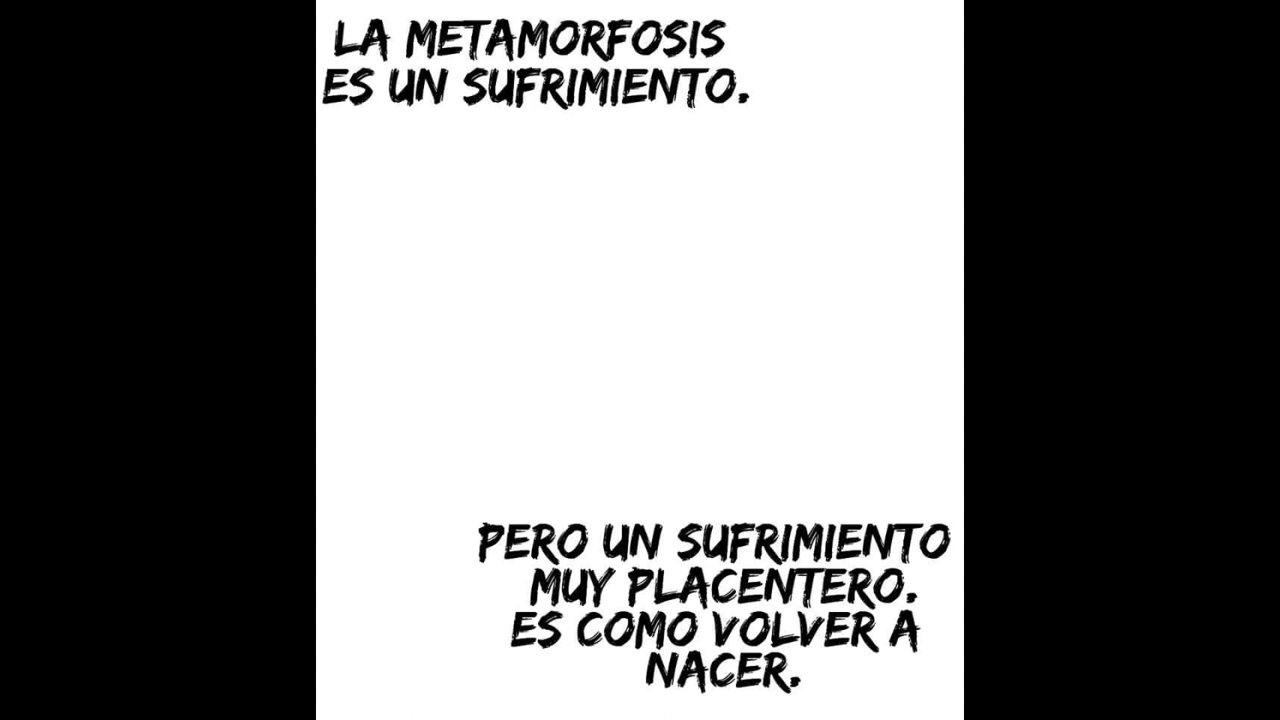 LA METAMORFOSIS
ES UN SUFRIMIENTO.
PERO UN SUFRIMIENTO
MUY PLACENTERO.
ES COMO VOLVER A
NACER.